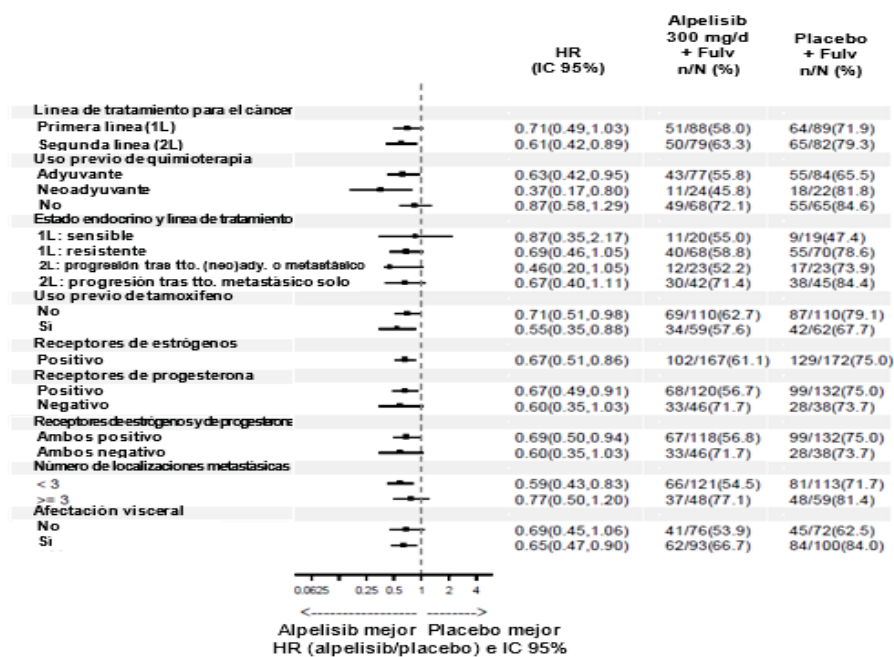 HR
(IC 95%)
Alpelisib
300 mg/d
+ Fulv
n/N (%)
Placebo
+ Fulv
n/N (%)
Línea de tratamiento para el cáncer
Primera línea (1L) 0.71(0.49,1.03) 51/88(58.0) 64/89(71.9)
Segunda línea (2L) 0.61(0.42,0.89) 50/79(63.3) 65/82(79.3)
Uso previo de quimioterapia
Adyuvante 0.63(0.42,0.95) 43/77(55.8) 55/84(65.5)
Neoadyuvante 0.37(0.17,0.80) 11/24(45.8) 18/22(81.8)
No 0.87(0.58,1.29) 49/68(72.1) 55/65(84.6)
Estado endocrino y línea de tratamiento
1L: sensible 0.87(0.35,2.17) 11/20(55.0) 9/19(47.4)
1L: resistente 0.69(0.46,1.05) 40/68(58.8) 55/70(78.6)
2L: progresión tras tto. (neo)ady. o metastásico 0.46(0.20,1.05) 12/23(52.2) 17/23(73.9)
2L: progresión tras tto. metastásico solo 0.67(0.40,1.11) 30/42(71.4) 38/45(84.4)
Uso previo de tamoxifeno
No 0.71(0.51,0.98) 69/110(62.7) 87/110(79.1)
Sí 0.55(0.35,0.88) 34/59(57.6) 42/62(67.7)
Receptores de estrógenos
Positivo 0.67(0.51,0.86) 102/167(61.1) 129/172(75.0)
Receptores de progesterona
Positivo 0.67(0.49,0.91) 68/120(56.7) 99/132(75.0)
Negativo 0.60(0.35,1.03) 33/46(71.7) 28/38(73.7)
Receptores de estrógenos y de progesterona
Ambos positivo 0.69(0.50,0.94) 67/118(56.8) 99/132(75.0)
Ambos negativo 0.60(0.35,1.03) 33/46(71.7) 28/38(73.7)
Número de localizaciones metastásicas
< 3 0.59(0.43,0.83) 66/121(54.5) 81/113(71.7)
>= 3 0.77(0.50,1.20) 37/48(77.1) 48/59(81.4)
Afectación visceral
No 0.69(0.45,1.06) 41/76(53.9) 45/72(62.5)
Sí 0.65(0.47,0.90) 62/93(66.7) 84/100(84.0)
0.0625 0.25 0.5 1 2 4
Alpelisib mejor Placebo mejor
HR (alpelisib/placebo) e IC 95%